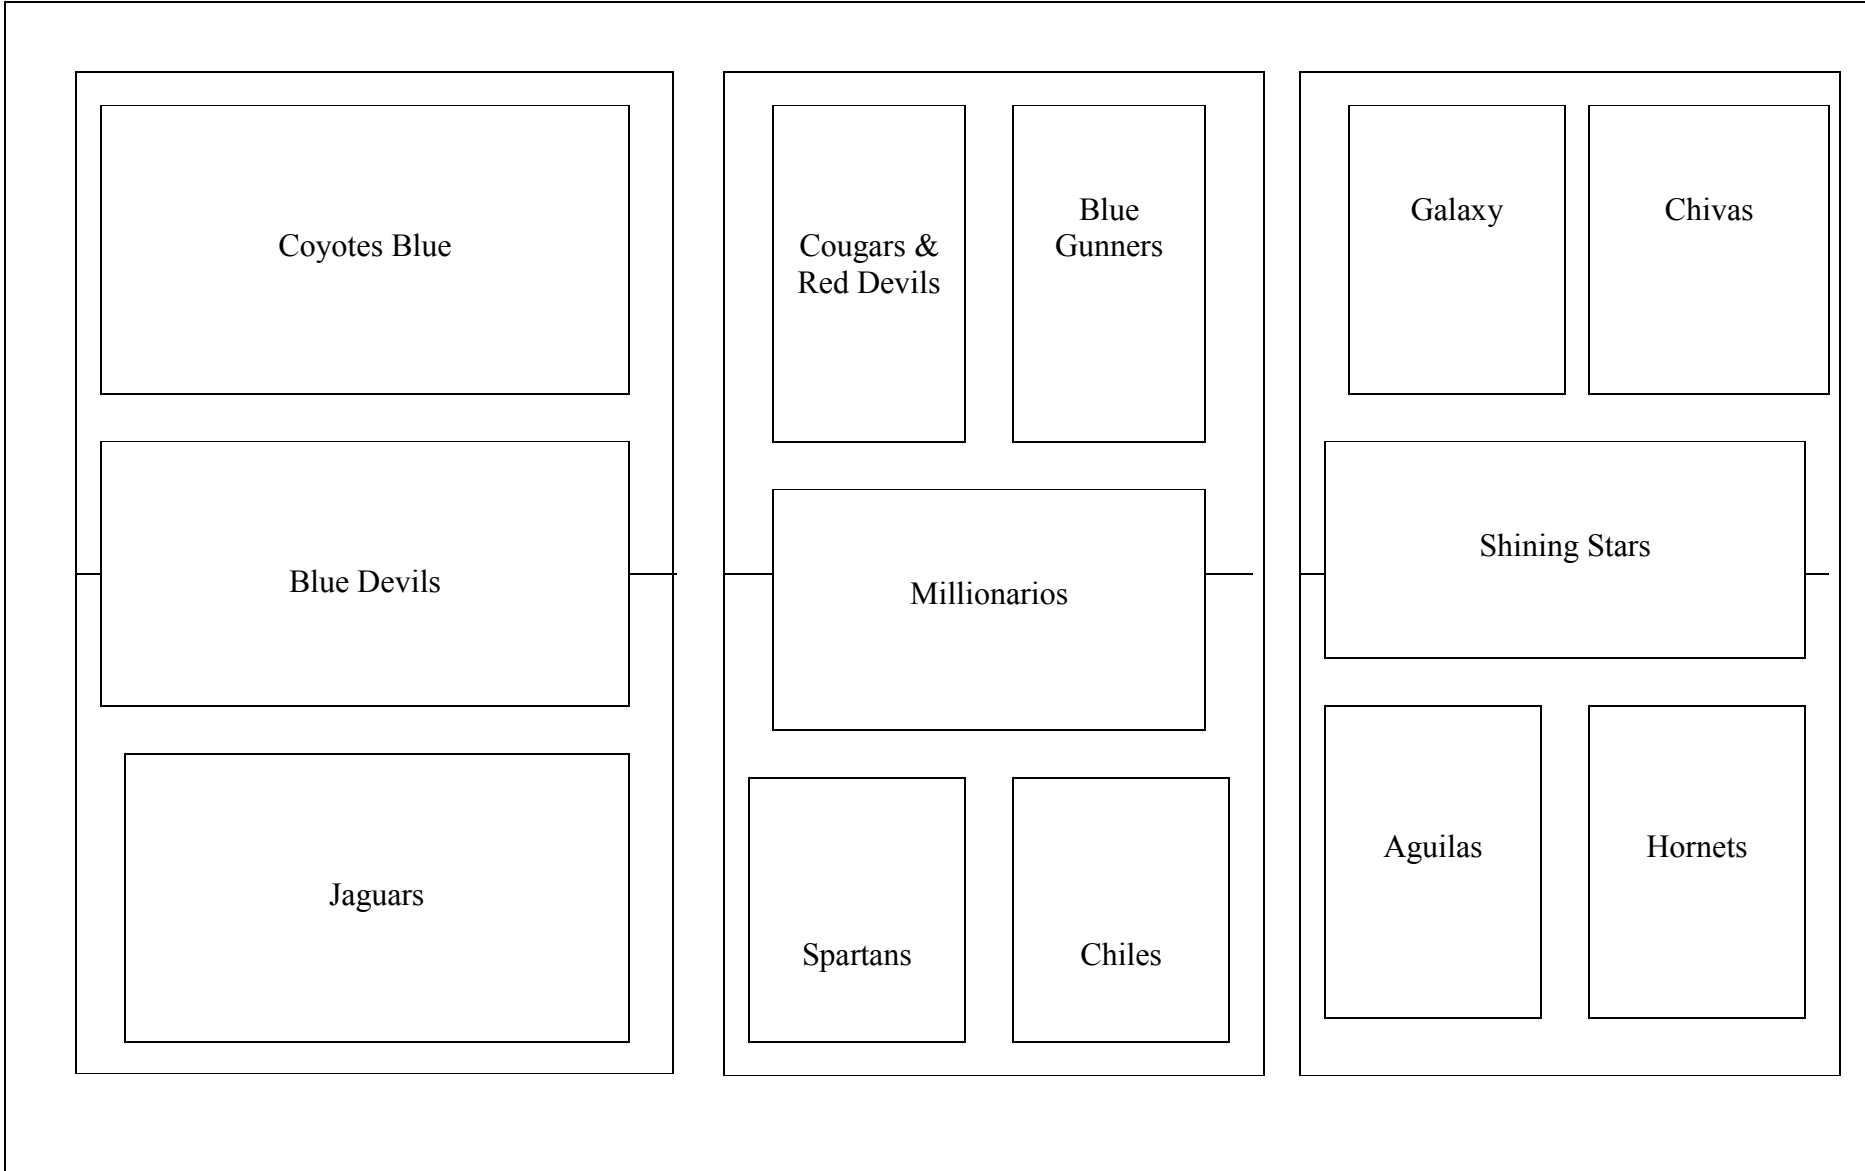 Coyotes Blue
Blue Devils
Jaguars
Cougars &
Red Devils
Blue
Gunners
Millionarios
Spartans
Chiles
Galaxy
Chivas
Shining Stars
Aguilas
Hornets